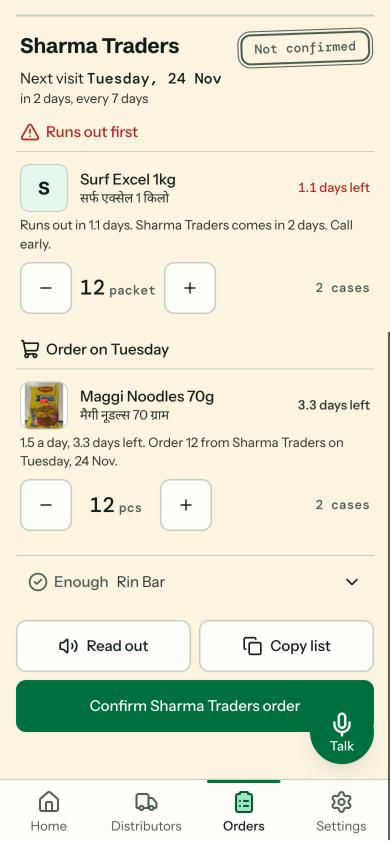 Sharma Traders
Not confirmed
Next visit Tuesday, 24 Nov
in 2 days, every 7 days
Runs out first
S
Surf Excel 1kg
सर्फ एक्सेल 1 किलो
1.1 days left
Runs out in 1.1 days. Sharma Traders comes in 2 days. Call
early.
− 12 packet +
2 cases
Order on Tuesday
Maggi Noodles 70g
मैगी नूडल्स 70 ग्राम
3.3 days left
1.5 a day, 3.3 days left. Order 12 from Sharma Traders on
Tuesday, 24 Nov.
− 12 pcs +
2 cases
Enough Rin Bar
Read out
Copy list
Confirm Sharma Traders order
Talk
Home
Distributors
Orders
Settings